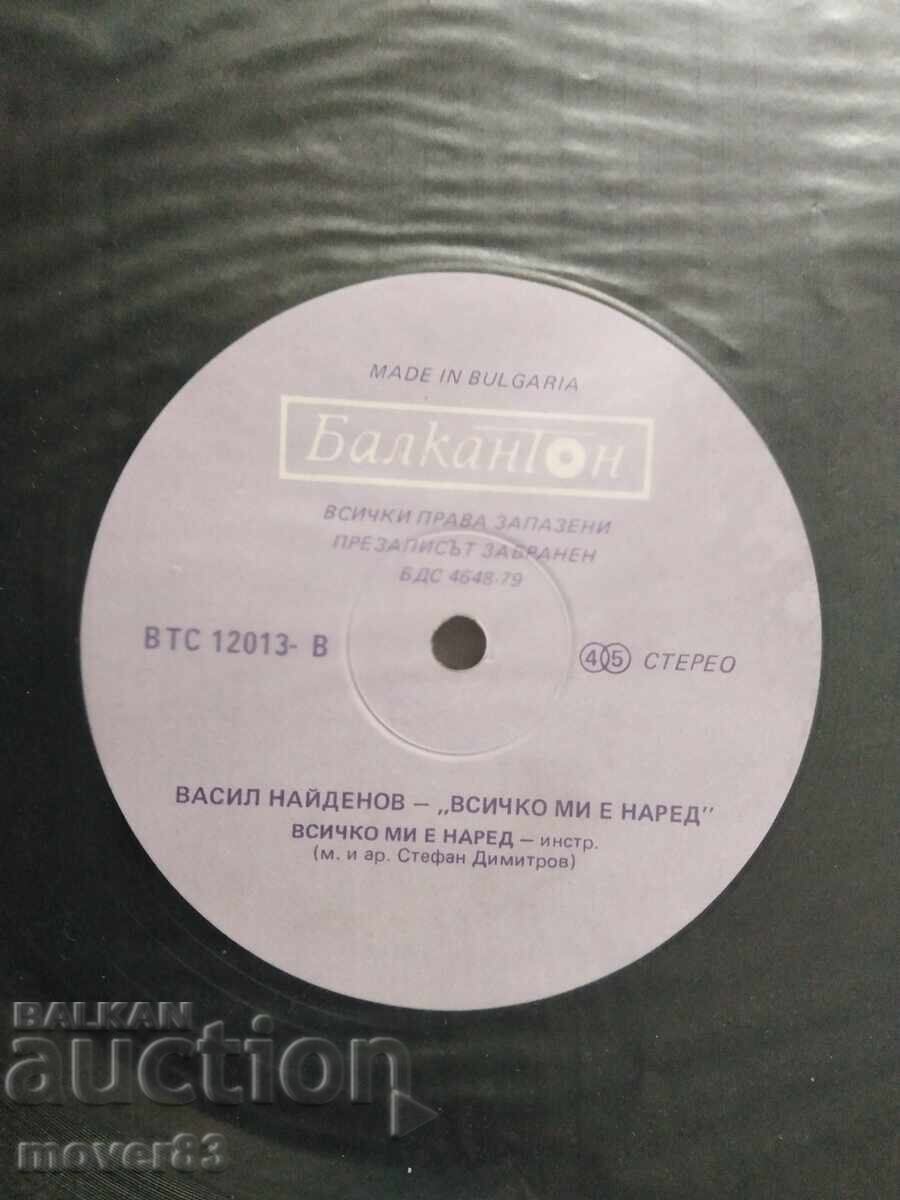 MADE IN BULGARIA
Балкантон
ВСИЧКИ ПРАВА ЗАПАЗЕНИ
ПРЕЗАПИСЪТ ЗАБРАНЕН
БДС 4648-79
ВТС 12013- В
45 СТЕРЕО
ВАСИЛ НАЙДЕНОВ – „ВСИЧКО МИ Е НАРЕД"
ВСИЧКО МИ Е НАРЕД – инстр.
(м. и ар. Стефан Димитров)
BALKAN
auction
mover83